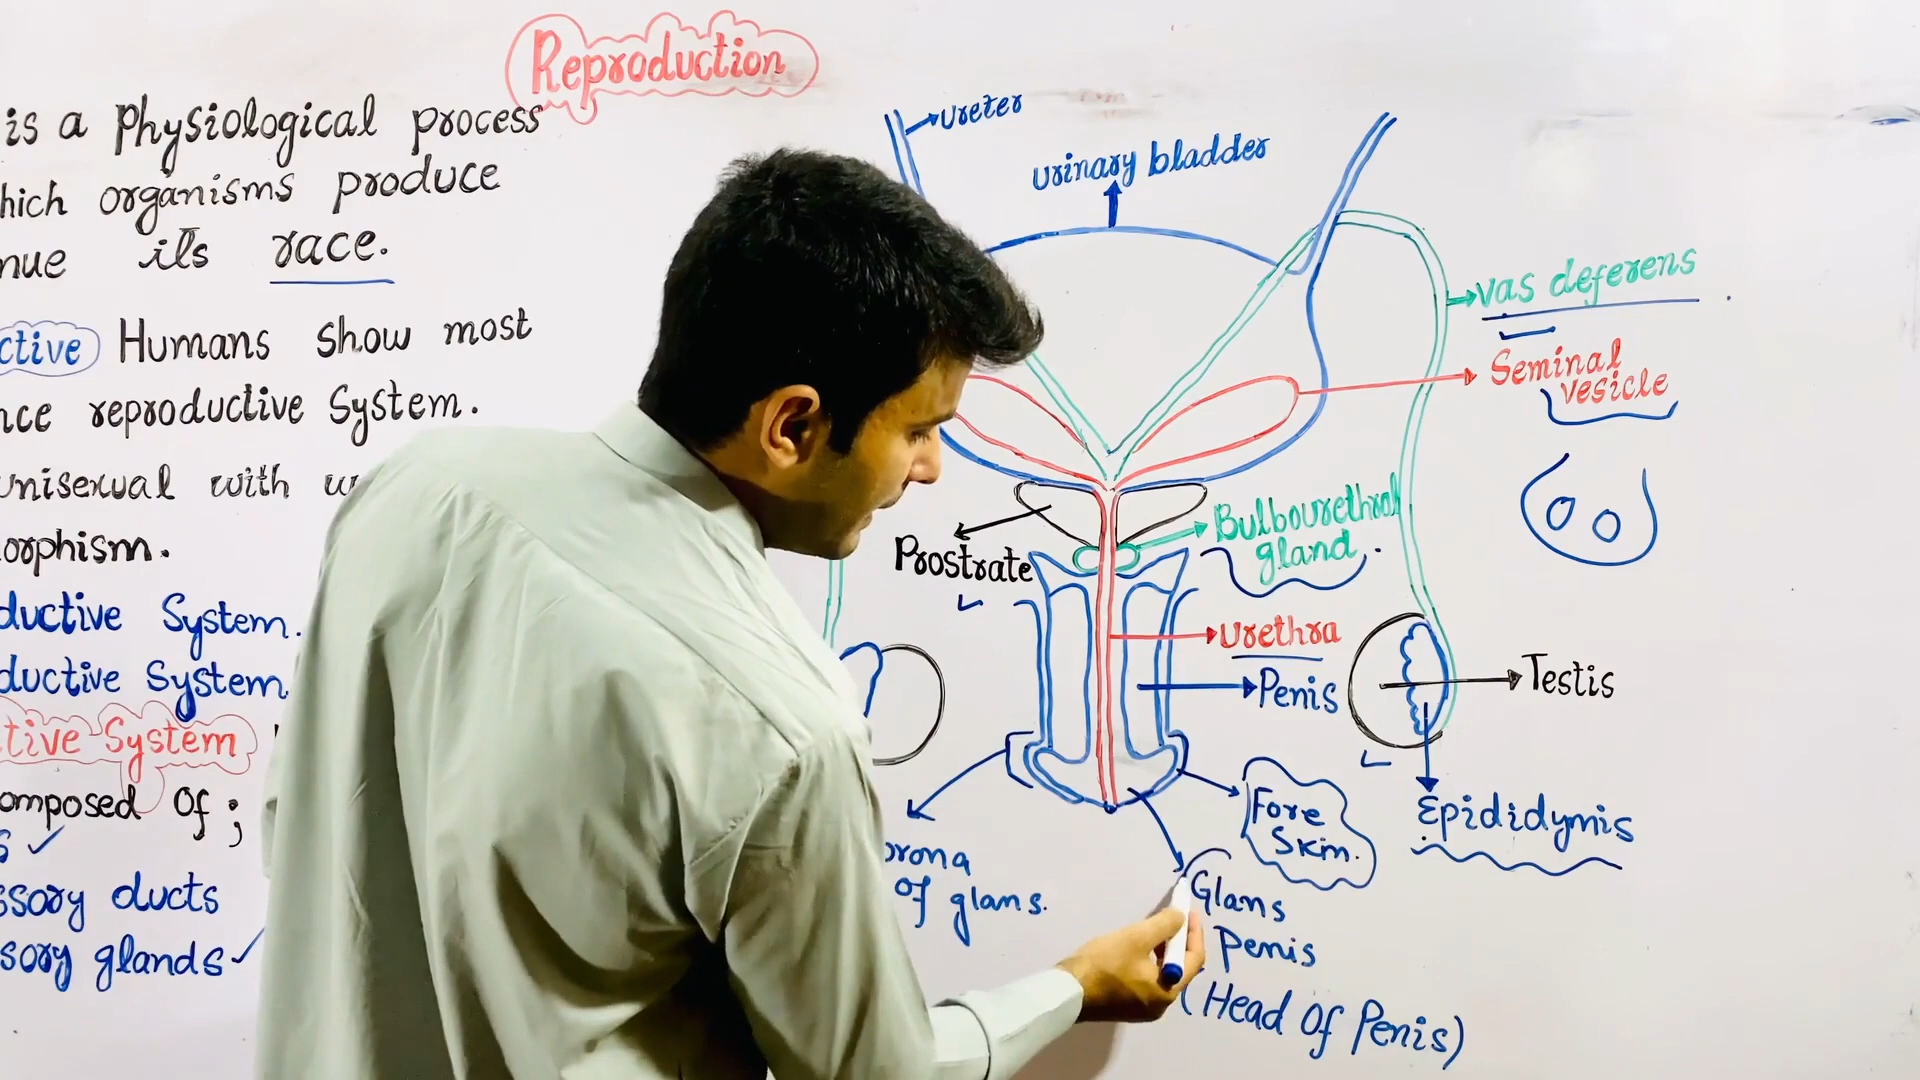 Reproduction
is a Physiological process
hich organisms produce
nue its race.
ctive Humans show most
nce reproductive System.
unisexual with
orphism.
ductive System.
ductive System
tive System
omposed Of ;
ssory ducts
sory glands
Ureter
Urinary bladder
Vas deferens
Seminal
vesicle
Bulbourethral
gland
Prostrate
Urethra
Penis
Testis
Epididymis
Fore
Skin.
orona
of glans.
Glans
Penis
(Head Of Penis)